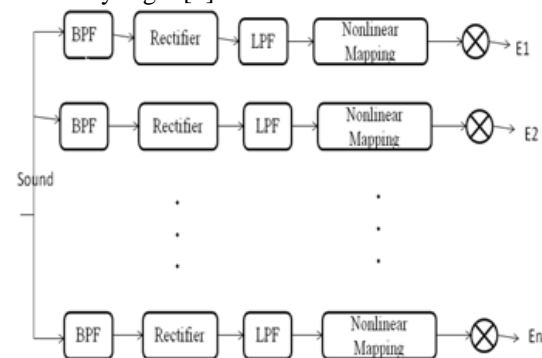 BPF Rectifier LPF Nonlinear Mapping E1
BPF Rectifier LPF Nonlinear Mapping E2
Sound
BPF Rectifier LPF Nonlinear Mapping En